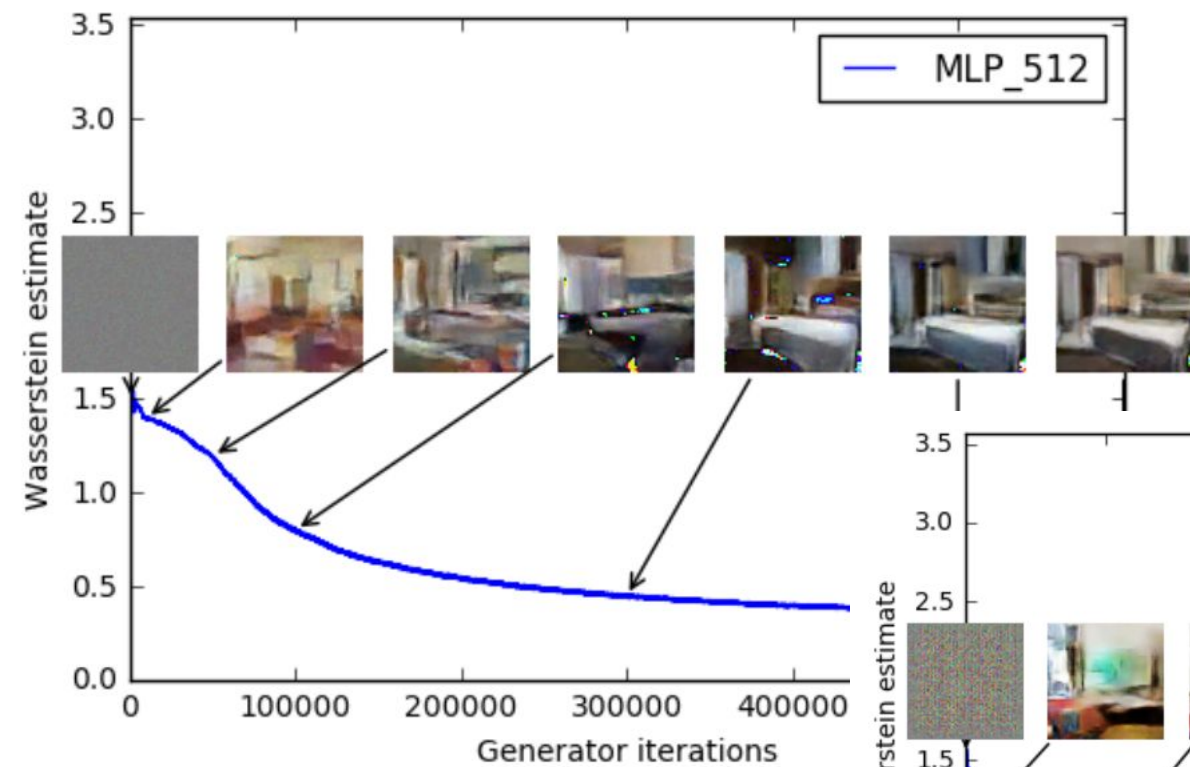 3.5
MLP_512
3.0
2.5
Wasserstein estimate
1.5
1.0
0.5
0.0
0 100000 200000 300000 400000
Generator iterations
3.5
3.0
2.5
rstein estimate
1.5